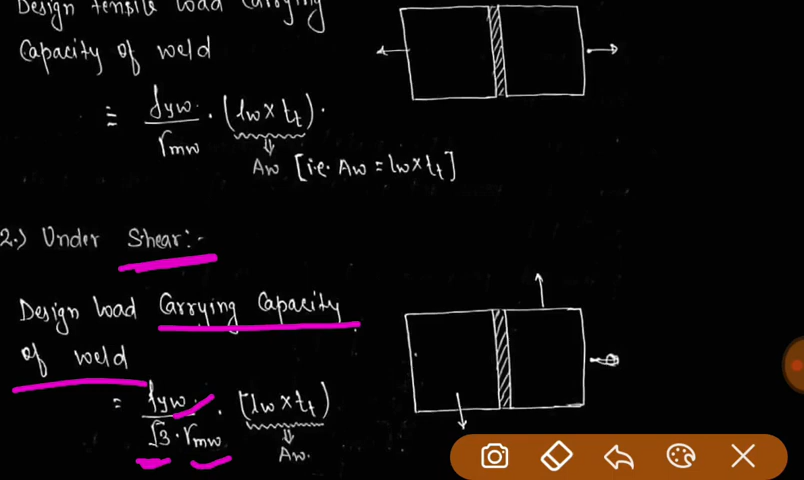 Design tensile load Carrying
Capacity of weld
= fyw/γmw · (lw × tt) ·
Aw [i.e. Aw = lw × tt]
2.) Under Shear:-
Design load Carrying Capacity
of weld
= fyw/√3 · γmw · (lw × tt)
Aw.